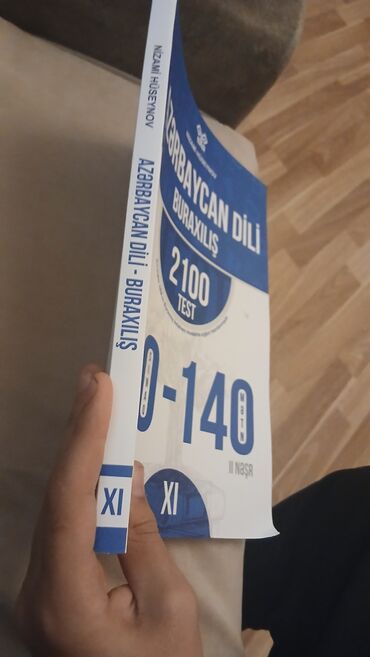 NİZAMİ HÜSEYNOV
AZƏRBAYCAN DİLİ - BURAXILIŞ
XI
AZƏRBAYCAN DİLİ
BURAXILIŞ
2100
TEST
0-140
MƏTN
II NƏŞR
XI